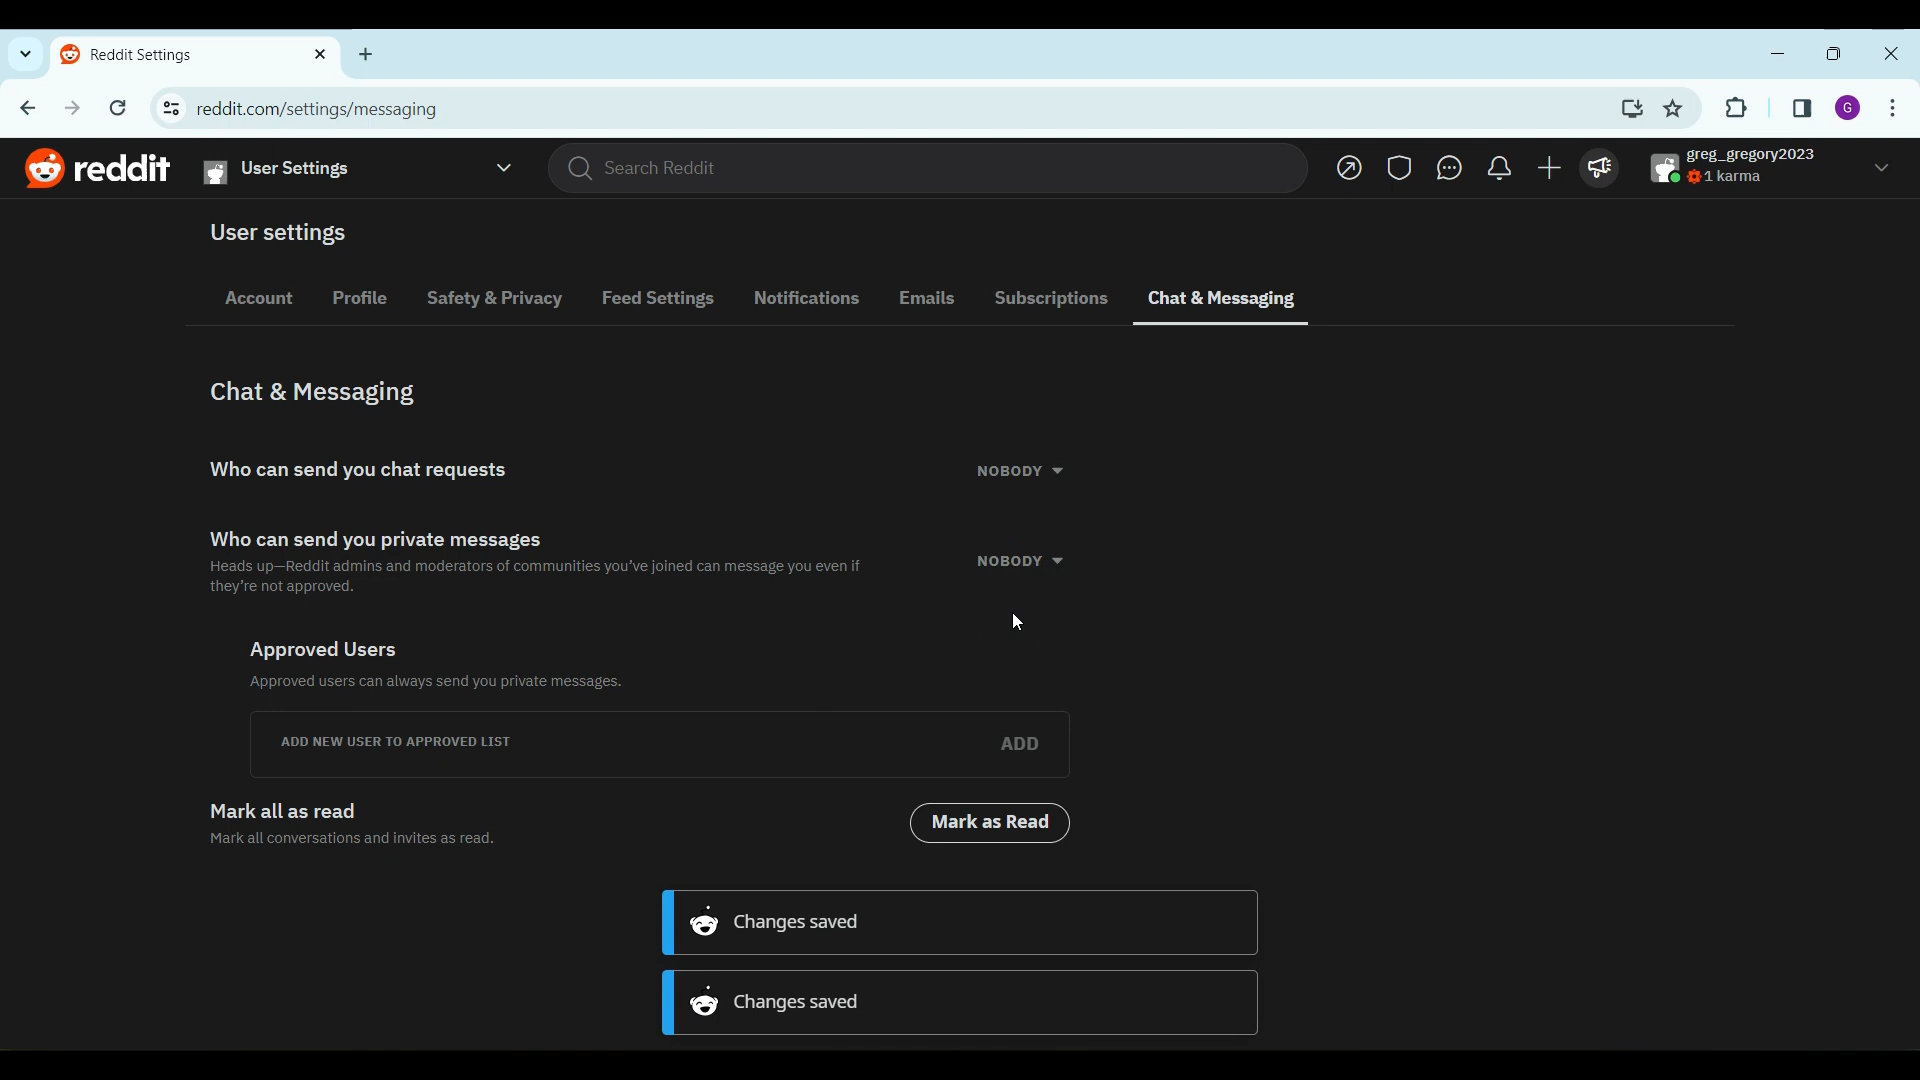 Reddit Settings
reddit.com/settings/messaging
G
reddit
User Settings
Search Reddit
greg_gregory2023
1 karma
User settings
Account Profile Safety & Privacy Feed Settings Notifications Emails Subscriptions Chat & Messaging
Chat & Messaging
Who can send you chat requests
NOBODY
Who can send you private messages
Heads up—Reddit admins and moderators of communities you’ve joined can message you even if
they’re not approved.
NOBODY
Approved Users
Approved users can always send you private messages.
ADD NEW USER TO APPROVED LIST
ADD
Mark all as read
Mark all conversations and invites as read.
Mark as Read
Changes saved
Changes saved